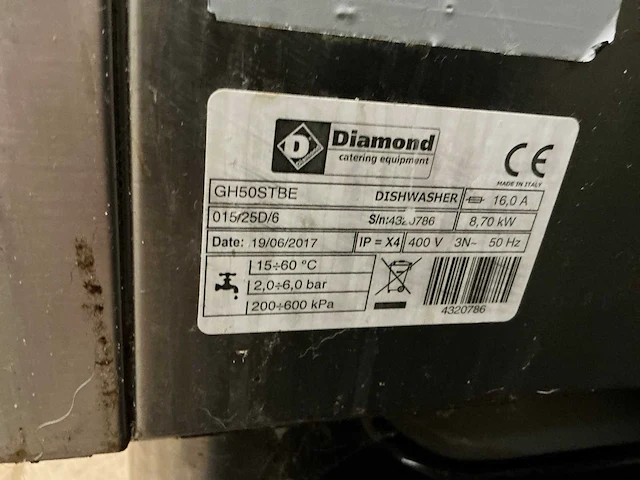 D Diamond
catering equipment
CE
MADE IN ITALY
GH50STBE DISHWASHER 16,0 A
015/25D/6 S/n:4320786 8,70 kW
Date: 19/06/2017 IP = X4 400 V 3N~ 50 Hz
15÷60 °C
2,0÷6,0 bar
200÷600 kPa
4320786